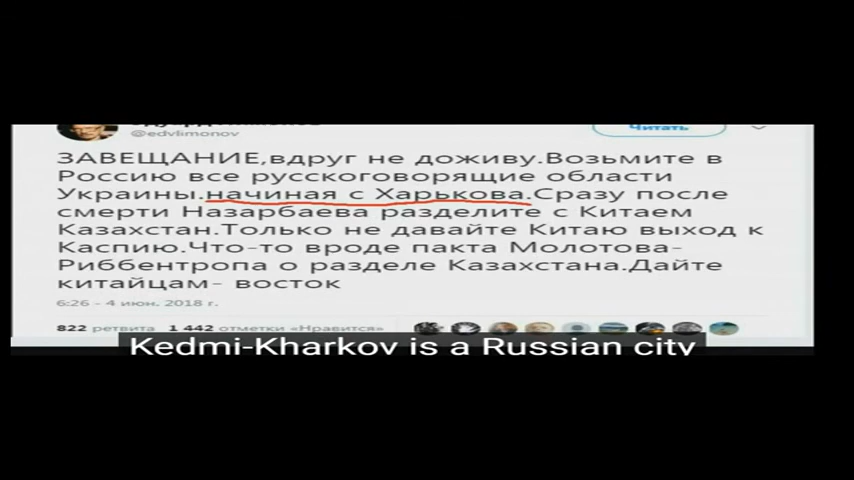 @edvlimonov
Читать
ЗАВЕЩАНИЕ,вдруг не доживу.Возьмите в
Россию все русскоговорящие области
Украины.начиная с Харькова.Сразу после
смерти Назарбаева разделите с Китаем
Казахстан.Только не давайте Китаю выход к
Каспию.Что-то вроде пакта Молотова-
Риббентропа о разделе Казахстана.Дайте
китайцам- восток
6:26 - 4 июн. 2018 г.
822 ретвита 1 442 отметки «Нравится»
Kedmi-Kharkov is a Russian city